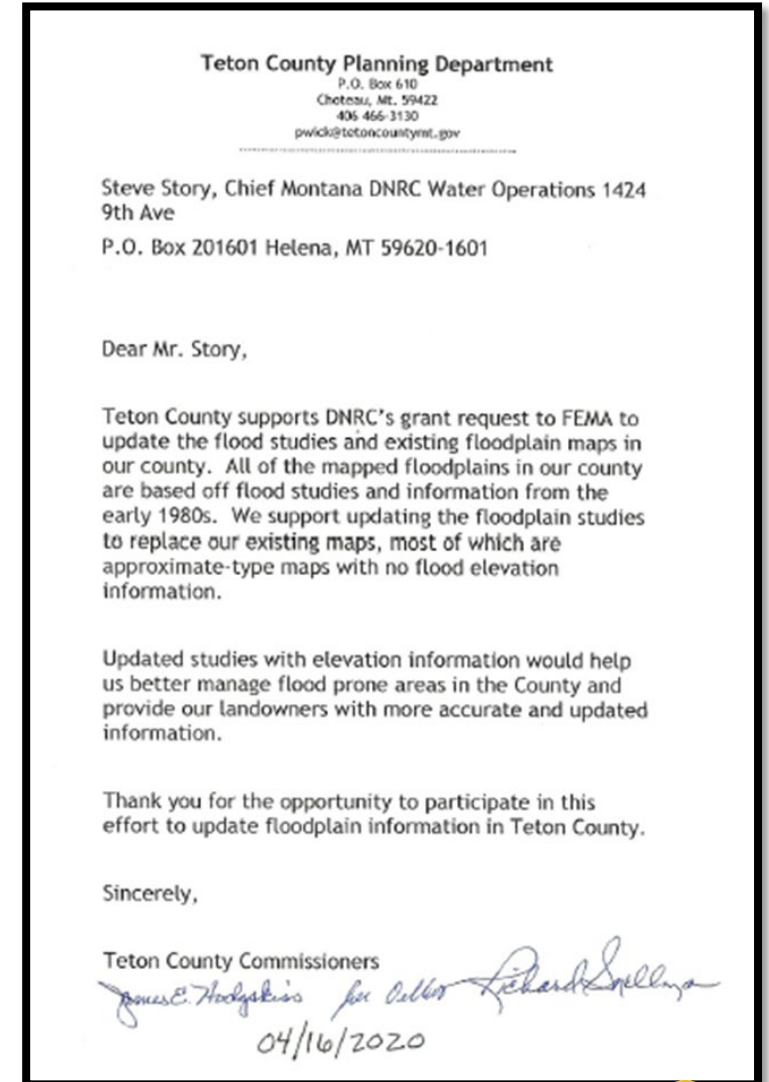 Teton County Planning Department
P.O. Box 610
Choteau, Mt. 59422
406 466-3130
pwick@tetoncountymt.gov
Steve Story, Chief Montana DNRC Water Operations 1424
9th Ave
P.O. Box 201601 Helena, MT 59620-1601
Dear Mr. Story,
Teton County supports DNRC's grant request to FEMA to
update the flood studies and existing floodplain maps in
our county. All of the mapped floodplains in our county
are based off flood studies and information from the
early 1980s. We support updating the floodplain studies
to replace our existing maps, most of which are
approximate-type maps with no flood elevation
information.
Updated studies with elevation information would help
us better manage flood prone areas in the County and
provide our landowners with more accurate and updated
information.
Thank you for the opportunity to participate in this
effort to update floodplain information in Teton County.
Sincerely,
Teton County Commissioners
James E. Hodgskiss Joe Dellwo Richard Snellman
04/16/2020